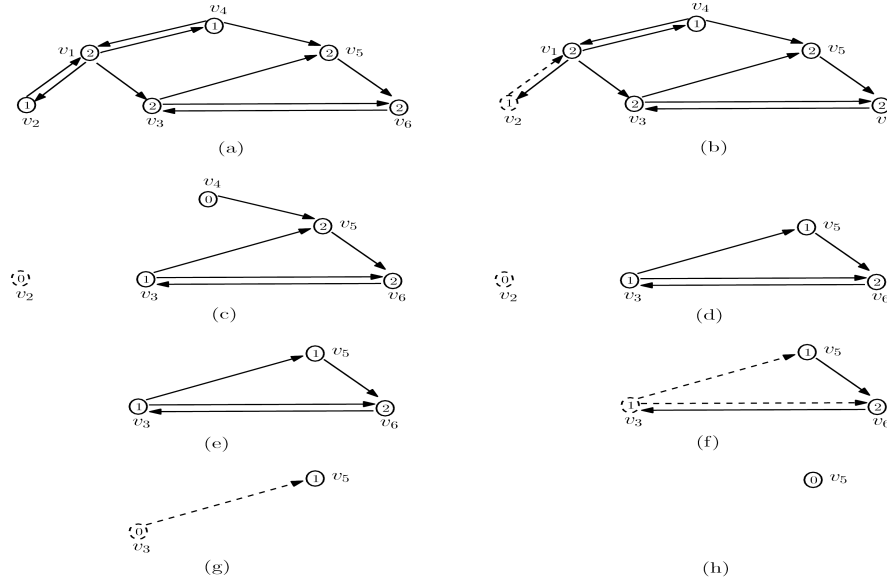 v₄
1
v₁ 2
2 v₅
1
v₂
2
v₃
2
v₆
(a)
v₄
1
v₁ 2
2 v₅
1
v₂
2
v₃
2
v
(b)
v₄
0
2 v₅
0
v₂
1
v₃
2
v₆
(c)
1 v₅
0
v₂
1
v₃
2
v₆
(d)
1 v₅
1
v₃
2
v₆
(e)
1 v₅
1
v₃
2
v₆
(f)
1 v₅
0
v₃
(g)
0 v₅
(h)